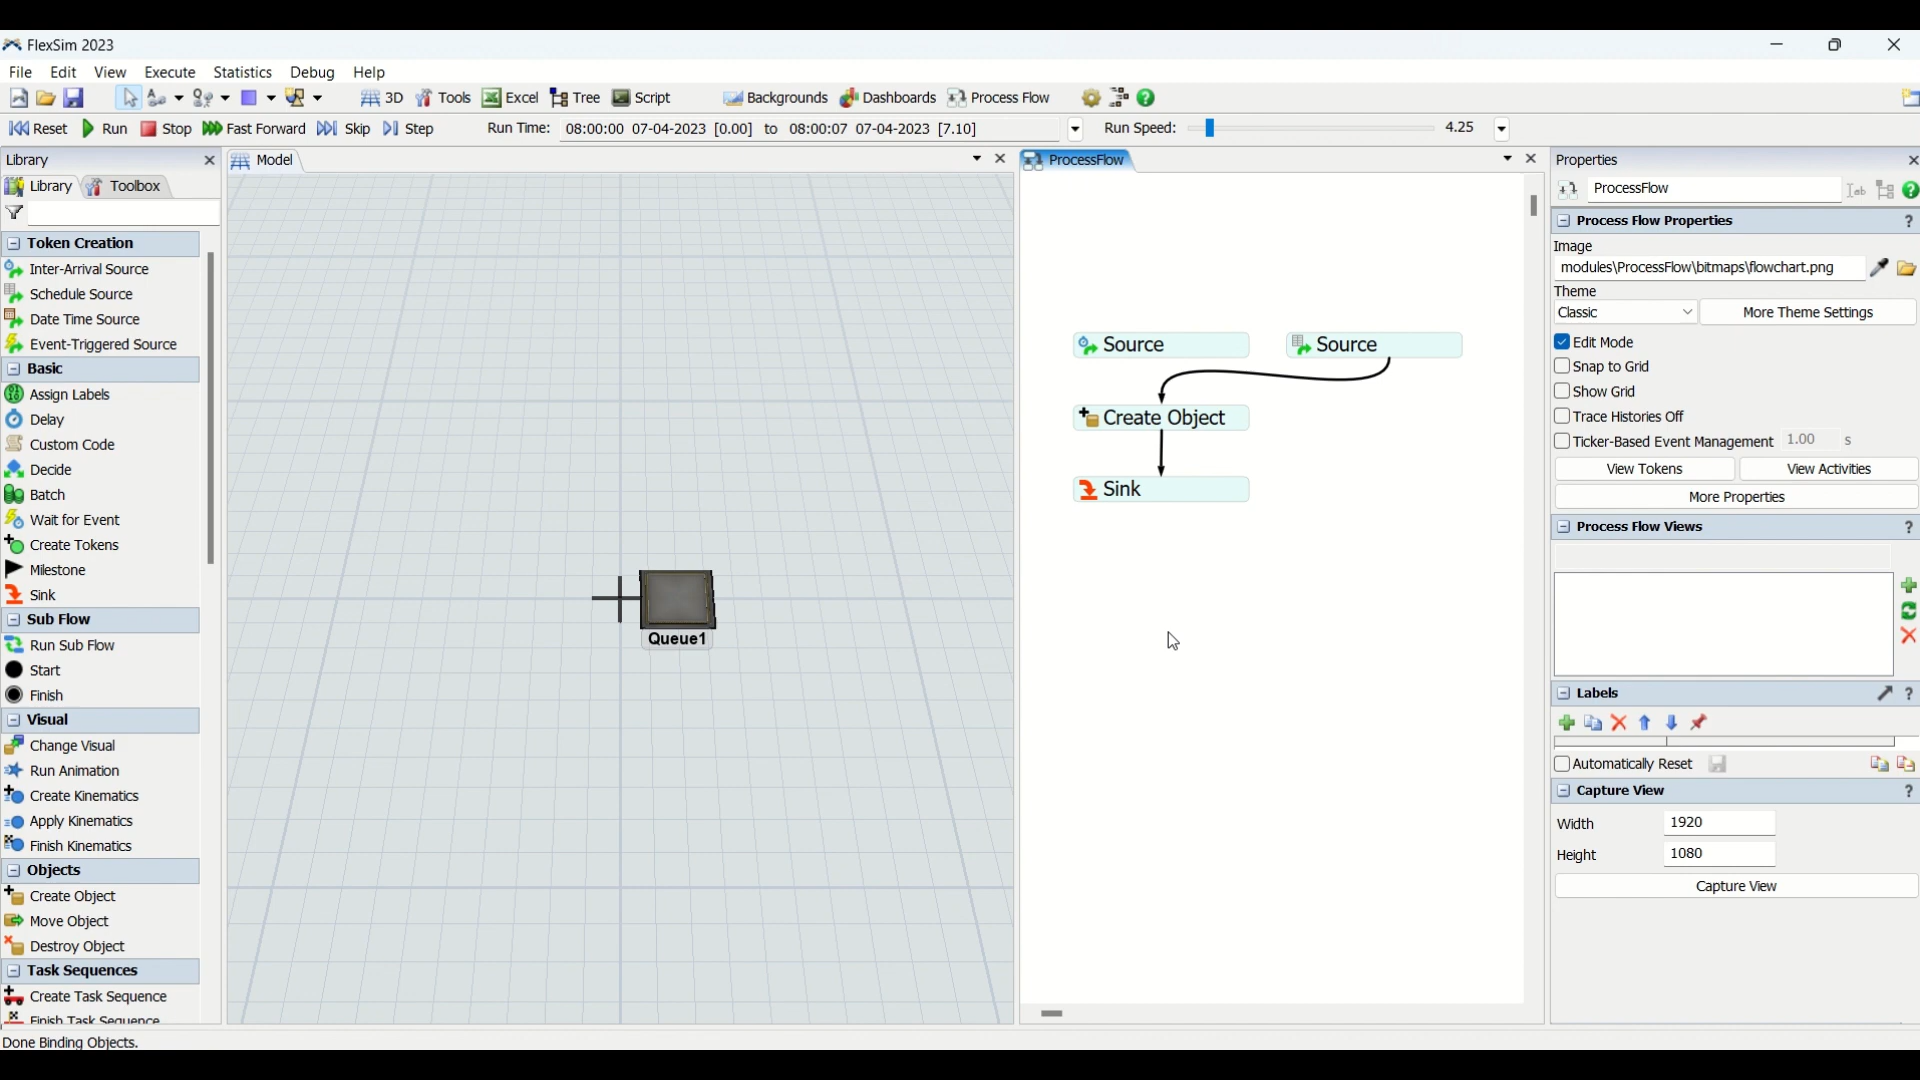 FlexSim 2023
File Edit View Execute Statistics Debug Help
3D Tools Excel Tree Script Backgrounds Dashboards Process Flow
Reset Run Stop Fast Forward Skip Step Run Time: 08:00:00 07-04-2023 [0.00] to 08:00:07 07-04-2023 [7.10] Run Speed: 4.25
Library
Library Toolbox
Token Creation
Inter-Arrival Source
Schedule Source
Date Time Source
Event-Triggered Source
Basic
Assign Labels
Delay
Custom Code
Decide
Batch
Wait for Event
Create Tokens
Milestone
Sink
Sub Flow
Run Sub Flow
Start
Finish
Visual
Change Visual
Run Animation
Create Kinematics
Apply Kinematics
Finish Kinematics
Objects
Create Object
Move Object
Destroy Object
Task Sequences
Create Task Sequence
Finish Task Sequence
Model
Queue1
ProcessFlow
Source Source
Create Object
Sink
Properties
ProcessFlow
Process Flow Properties ?
Image
modules\ProcessFlow\bitmaps\flowchart.png
Theme
Classic More Theme Settings
Edit Mode
Snap to Grid
Show Grid
Trace Histories Off
Ticker-Based Event Management 1.00 s
View Tokens View Activities
More Properties
Process Flow Views ?
Labels ?
Automatically Reset
Capture View ?
Width 1920
Height 1080
Capture View
Done Binding Objects.